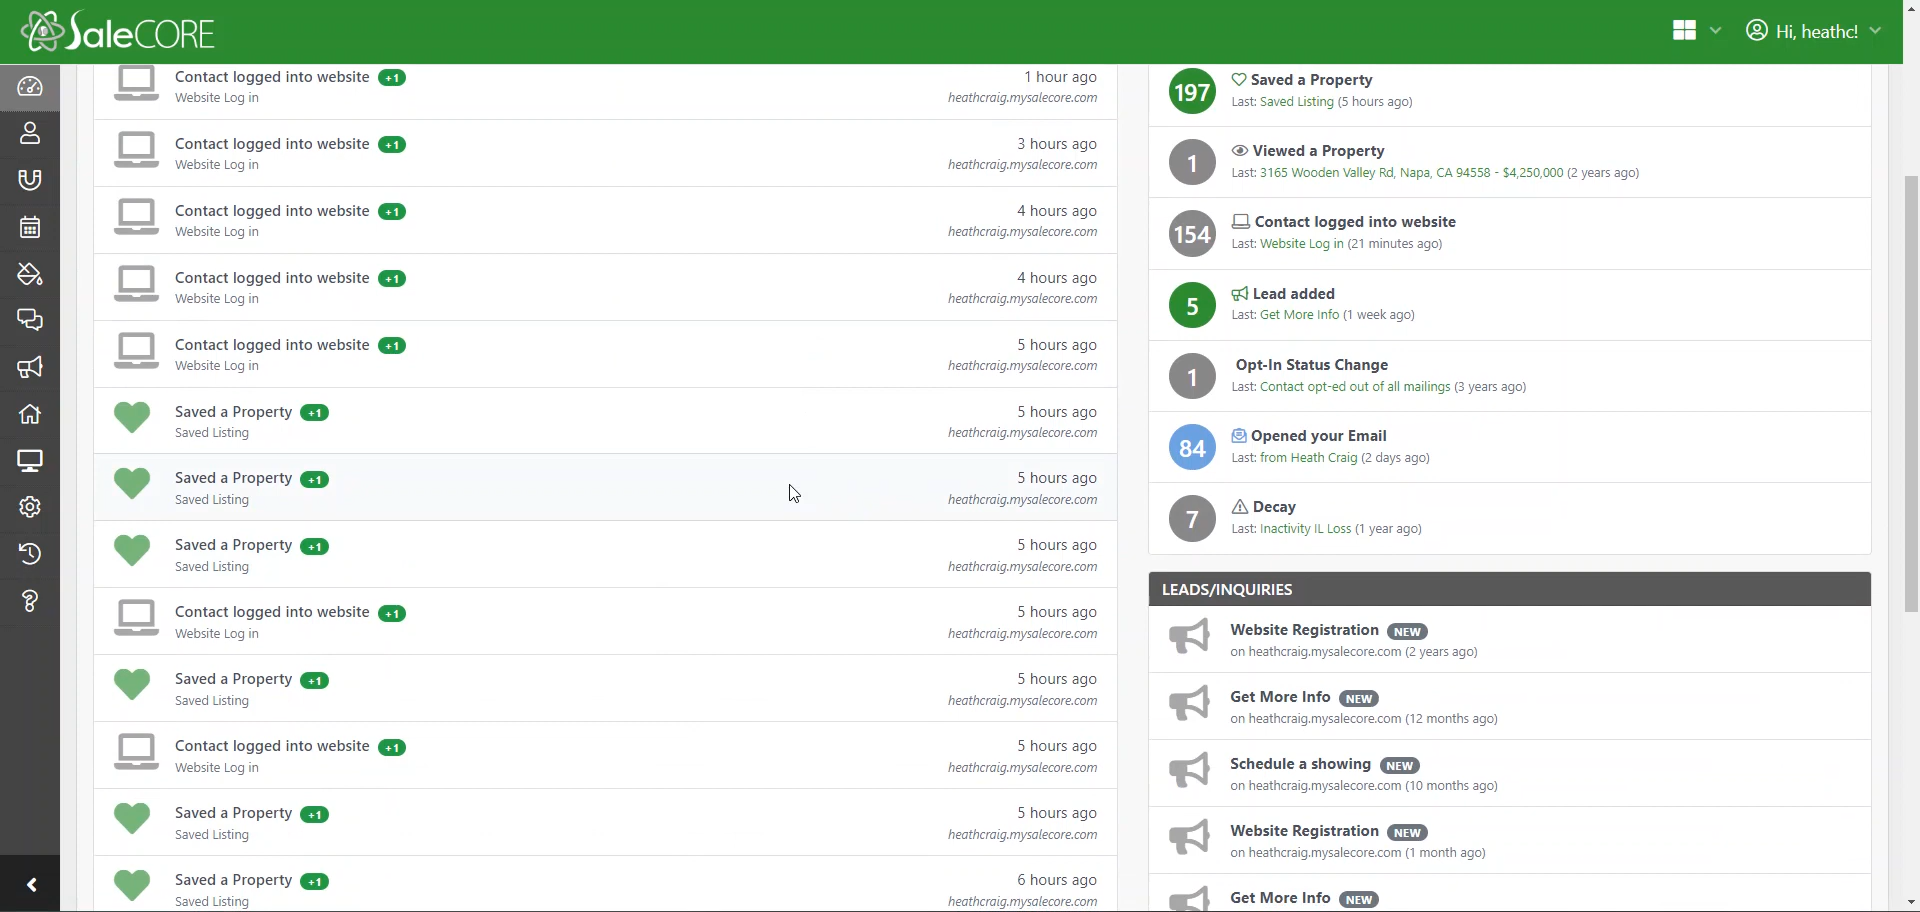 SaleCORE
Hi, heathc!
Contact logged into website +1
1 hour ago
Website Log in
heathcraig.mysalecore.com
Contact logged into website +1
3 hours ago
Website Log in
heathcraig.mysalecore.com
Contact logged into website +1
4 hours ago
Website Log in
heathcraig.mysalecore.com
Contact logged into website +1
4 hours ago
Website Log in
heathcraig.mysalecore.com
Contact logged into website +1
5 hours ago
Website Log in
heathcraig.mysalecore.com
Saved a Property +1
5 hours ago
Saved Listing
heathcraig.mysalecore.com
Saved a Property +1
5 hours ago
Saved Listing
heathcraig.mysalecore.com
Saved a Property +1
5 hours ago
Saved Listing
heathcraig.mysalecore.com
Contact logged into website +1
5 hours ago
Website Log in
heathcraig.mysalecore.com
Saved a Property +1
5 hours ago
Saved Listing
heathcraig.mysalecore.com
Contact logged into website +1
5 hours ago
Website Log in
heathcraig.mysalecore.com
Saved a Property +1
5 hours ago
Saved Listing
heathcraig.mysalecore.com
Saved a Property +1
6 hours ago
Saved Listing
heathcraig.mysalecore.com
197
Saved a Property
Last: Saved Listing (5 hours ago)
1
Viewed a Property
Last: 3165 Wooden Valley Rd, Napa, CA 94558 - $4,250,000 (2 years ago)
154
Contact logged into website
Last: Website Log in (21 minutes ago)
5
Lead added
Last: Get More Info (1 week ago)
1
Opt-In Status Change
Last: Contact opt-ed out of all mailings (3 years ago)
84
Opened your Email
Last: from Heath Craig (2 days ago)
7
Decay
Last: Inactivity IL Loss (1 year ago)
LEADS/INQUIRIES
Website Registration NEW
on heathcraig.mysalecore.com (2 years ago)
Get More Info NEW
on heathcraig.mysalecore.com (12 months ago)
Schedule a showing NEW
on heathcraig.mysalecore.com (10 months ago)
Website Registration NEW
on heathcraig.mysalecore.com (1 month ago)
Get More Info NEW